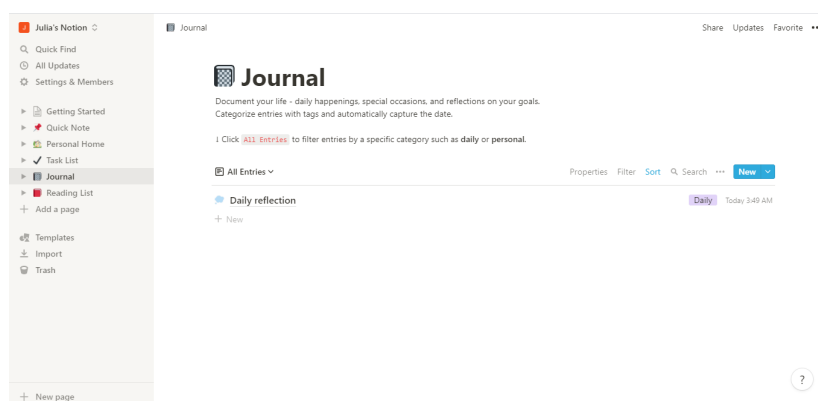 Julia's Notion
Quick Find
All Updates
Settings & Members
Getting Started
Quick Note
Personal Home
Task List
Journal
Reading List
+ Add a page
Templates
Import
Trash
+ New page
Journal
Share Updates Favorite •••
Journal
Document your life - daily happenings, special occasions, and reflections on your goals.
Categorize entries with tags and automatically capture the date.
↓ Click All Entries to filter entries by a specific category such as daily or personal.
All Entries
Properties Filter Sort Search ••• New
Daily reflection Daily Today 3:49 AM
+ New
?